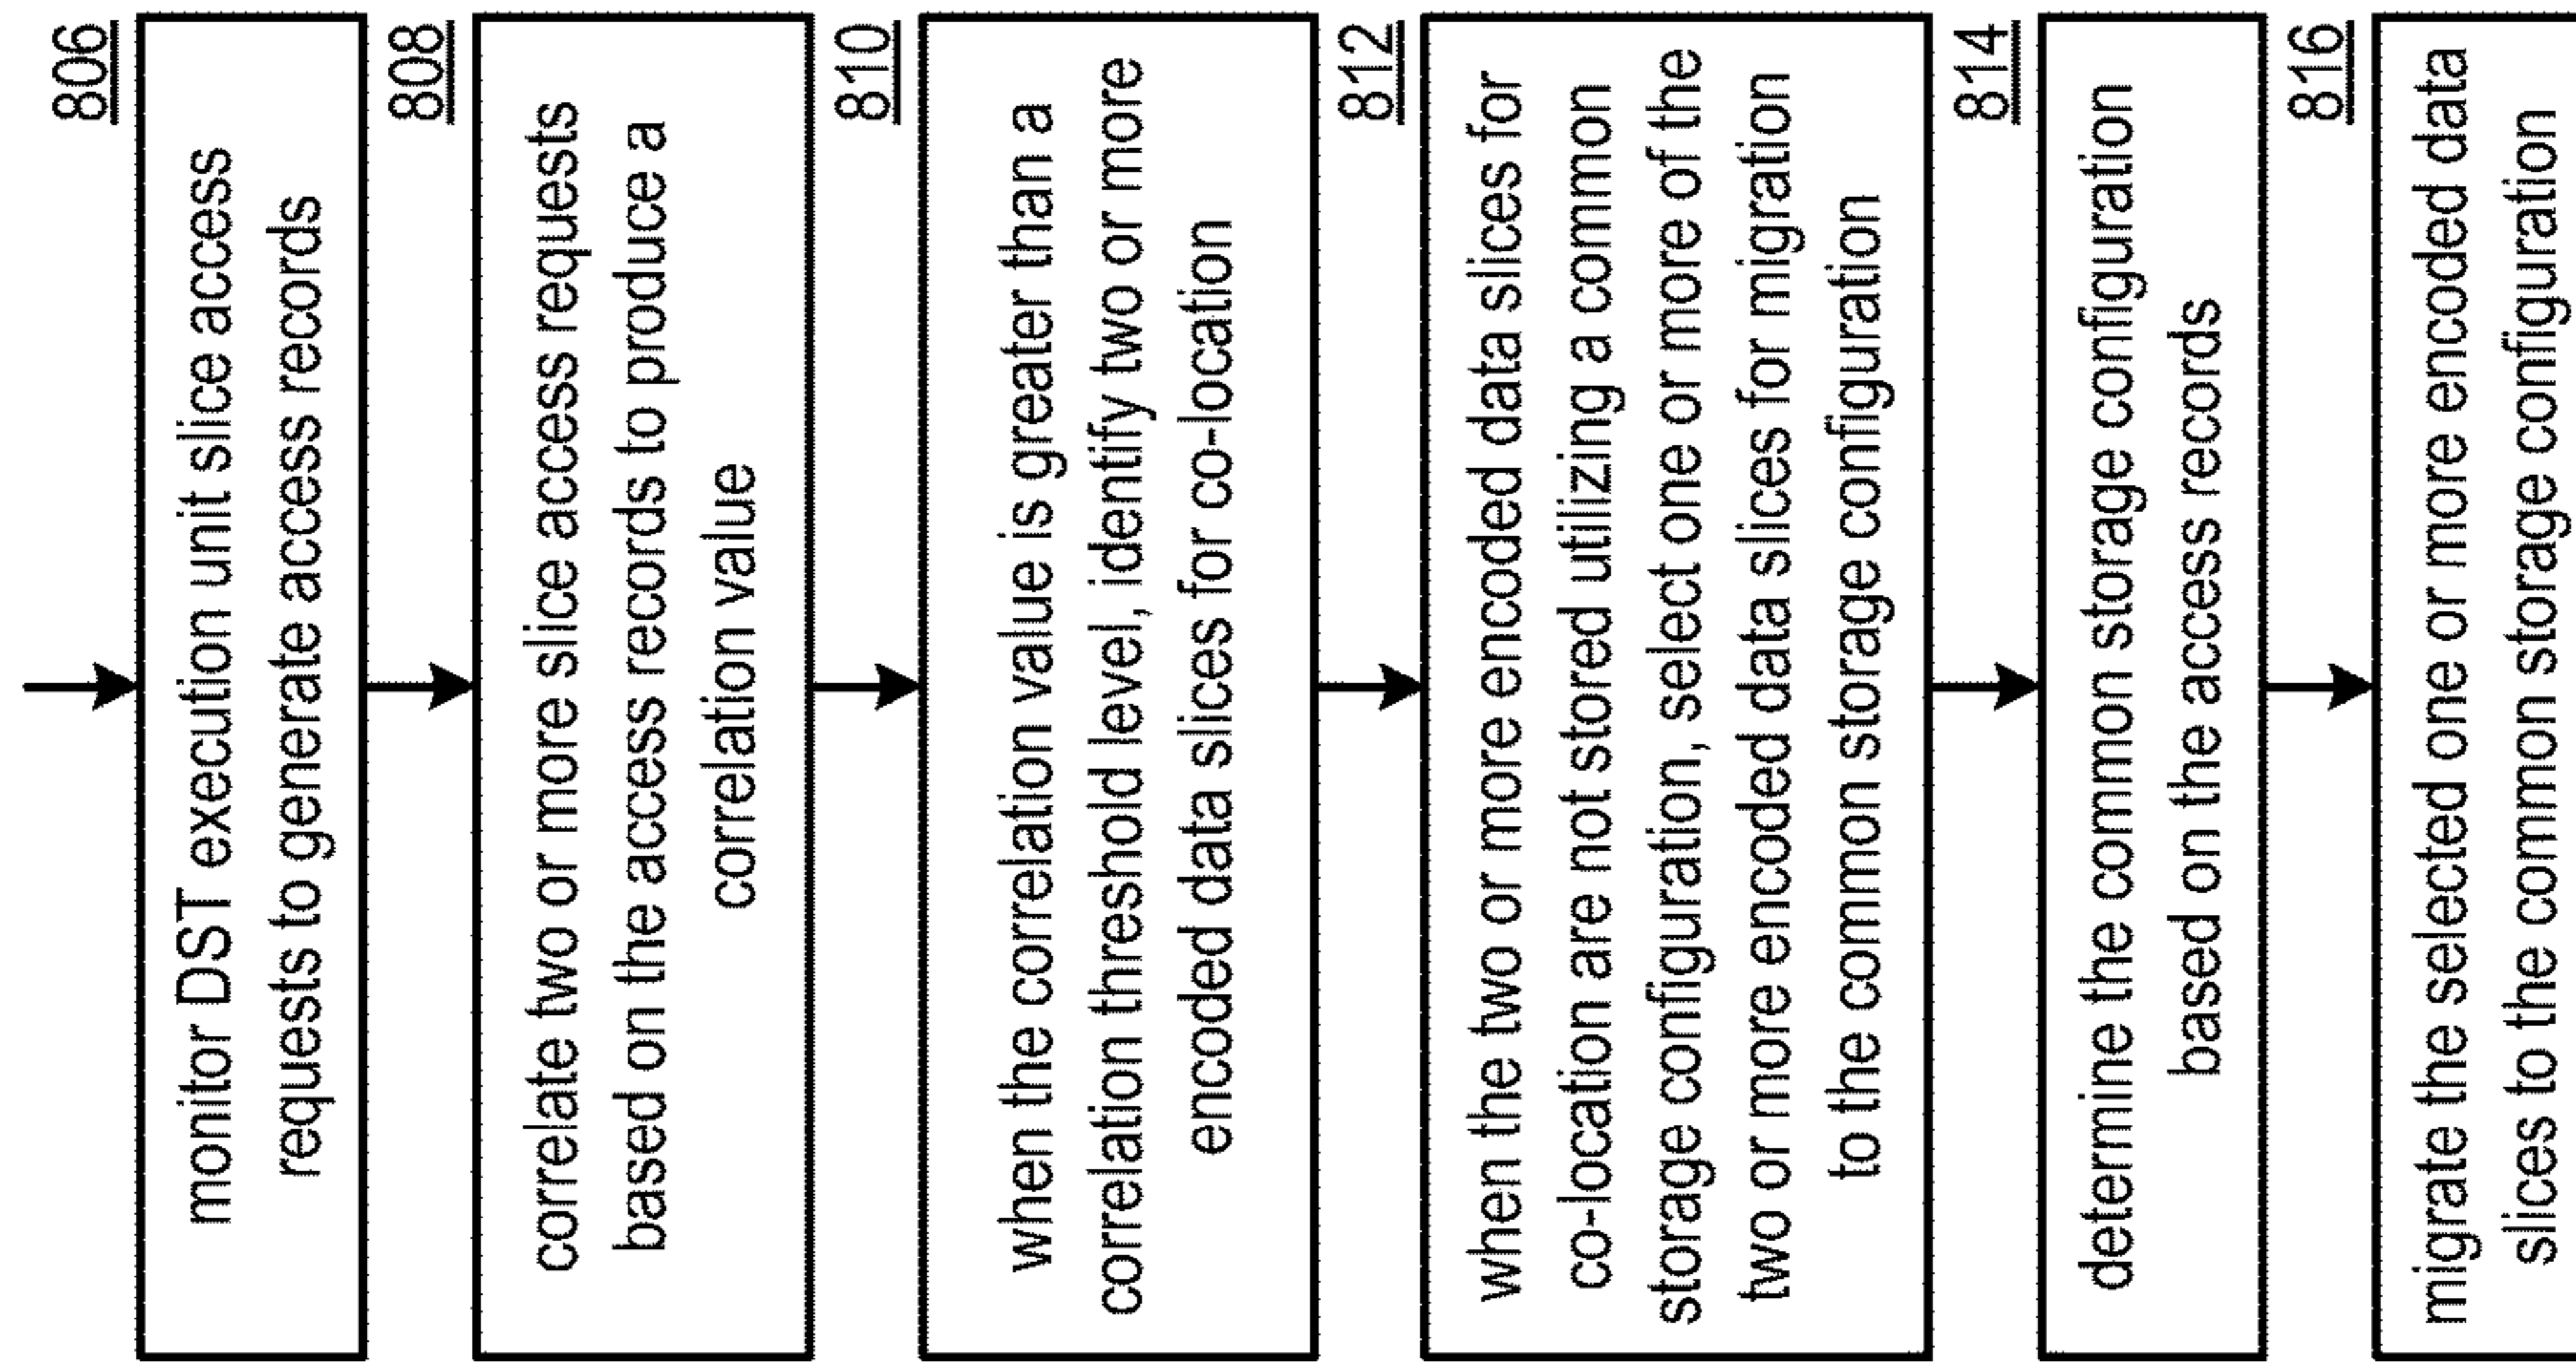 806
monitor DST execution unit slice access
requests to generate access records
808
correlate two or more slice access requests
based on the access records to produce a
correlation value
810
when the correlation value is greater than a
correlation threshold level, identify two or more
encoded data slices for co-location
812
when the two or more encoded data slices for
co-location are not stored utilizing a common
storage configuration, select one or more of the
two or more encoded data slices for migration
to the common storage configuration
814
determine the common storage configuration
based on the access records
816
migrate the selected one or more encoded data
slices to the common storage configuration